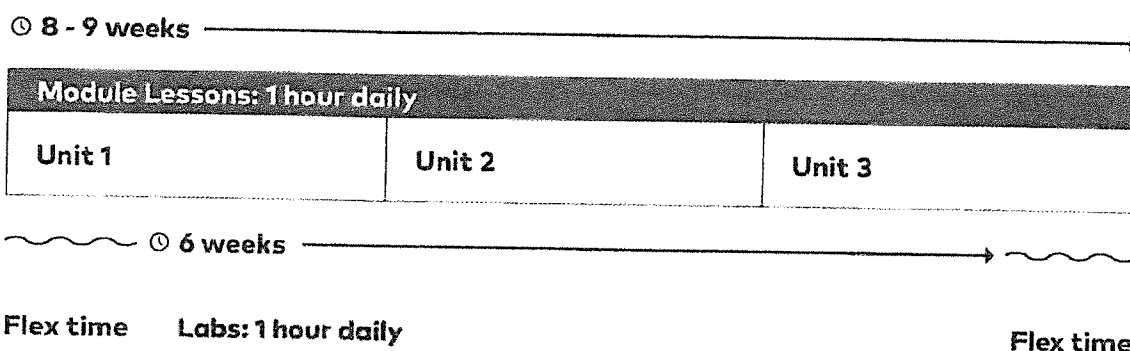 8 - 9 weeks
Module Lessons: 1 hour daily
Unit 1
Unit 2
Unit 3
6 weeks
Flex time
Labs: 1 hour daily
Flex time